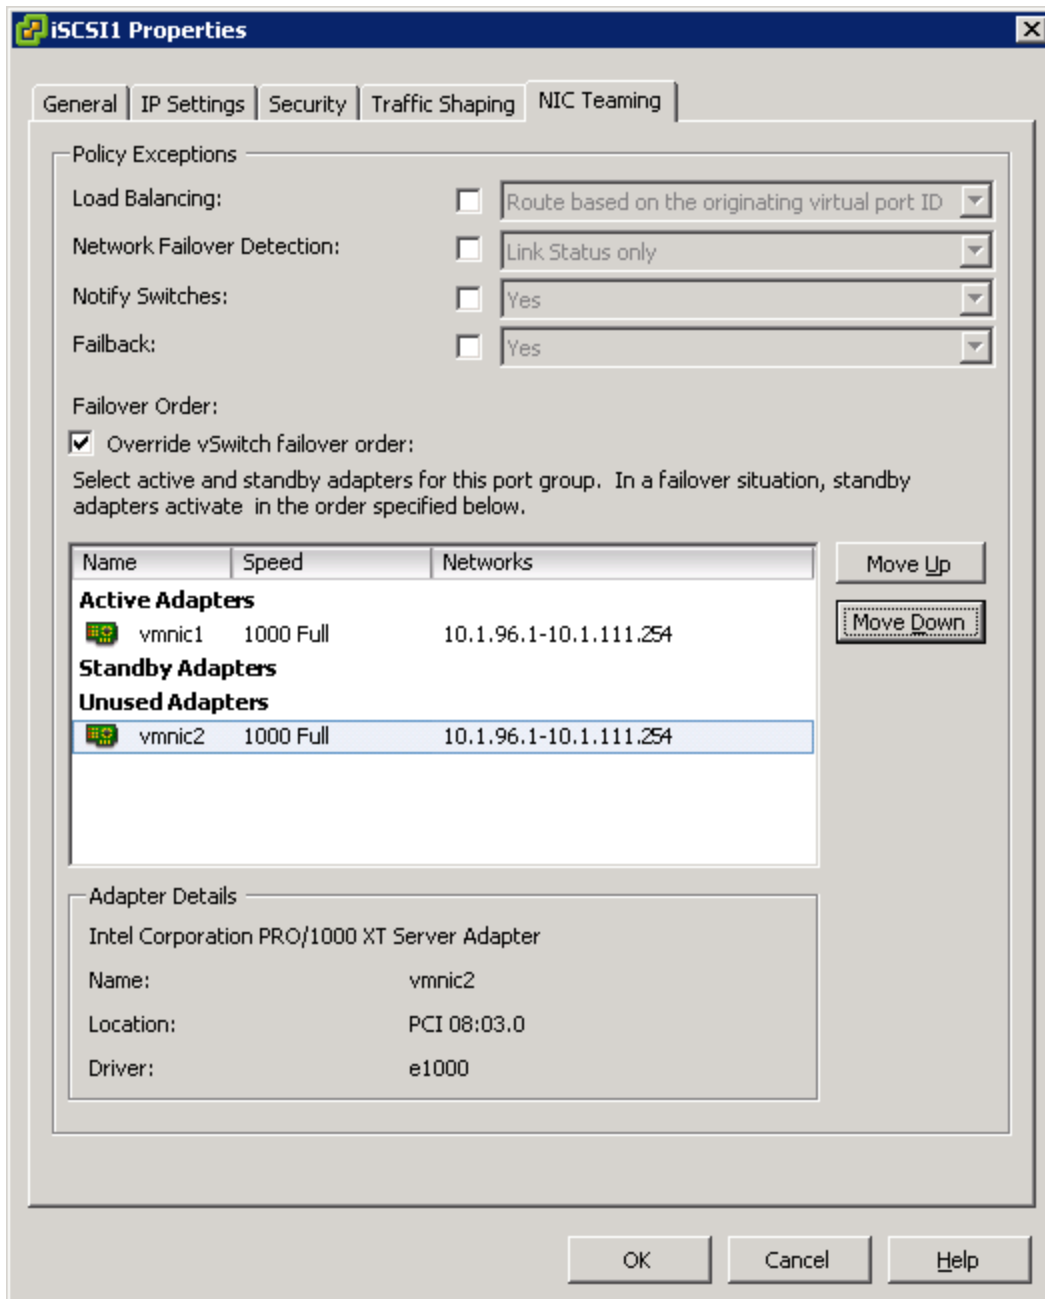 iSCSI1 Properties
General IP Settings Security Traffic Shaping NIC Teaming
Policy Exceptions
Load Balancing: Route based on the originating virtual port ID
Network Failover Detection: Link Status only
Notify Switches: Yes
Failback: Yes
Failover Order:
Override vSwitch failover order:
Select active and standby adapters for this port group. In a failover situation, standby
adapters activate in the order specified below.
Name Speed Networks
Move Up
Active Adapters
vmnic1 1000 Full 10.1.96.1-10.1.111.254
Move Down
Standby Adapters
Unused Adapters
vmnic2 1000 Full 10.1.96.1-10.1.111.254
Adapter Details
Intel Corporation PRO/1000 XT Server Adapter
Name: vmnic2
Location: PCI 08:03.0
Driver: e1000
OK Cancel Help